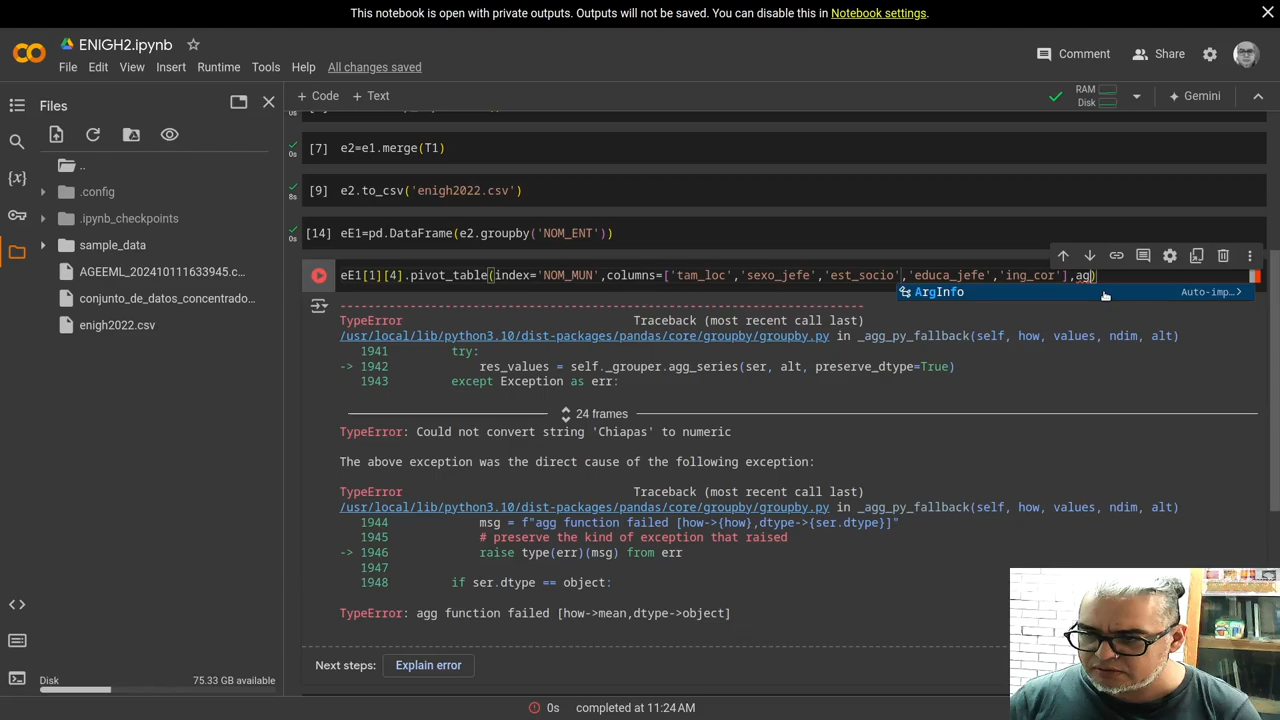 This notebook is open with private outputs. Outputs will not be saved. You can disable this in Notebook settings.
ENIGH2.ipynb
Comment
Share
File Edit View Insert Runtime Tools Help All changes saved
Files
+ Code + Text
RAM
Disk
Gemini
..
.config
.ipynb_checkpoints
sample_data
AGEEML_202410111633945.c...
conjunto_de_datos_concentrado...
enigh2022.csv
0s
[7] e2=e1.merge(T1)
0s
[9] e2.to_csv('enigh2022.csv')
8s
[14] eE1=pd.DataFrame(e2.groupby('NOM_ENT'))
0s
eE1[1][4].pivot_table(index='NOM_MUN',columns=['tam_loc','sexo_jefe','est_socio','educa_jefe','ing_cor'],ag)
ArgInfo Auto-imp...
---------------------------------------------------------------------------
TypeError Traceback (most recent call last)
/usr/local/lib/python3.10/dist-packages/pandas/core/groupby/groupby.py in _agg_py_fallback(self, how, values, ndim, alt)
1941 try:
-> 1942 res_values = self._grouper.agg_series(ser, alt, preserve_dtype=True)
1943 except Exception as err:
24 frames
TypeError: Could not convert string 'Chiapas' to numeric
The above exception was the direct cause of the following exception:
TypeError Traceback (most recent call last)
/usr/local/lib/python3.10/dist-packages/pandas/core/groupby/groupby.py in _agg_py_fallback(self, how, values, ndim, alt)
1944 msg = f"agg function failed [how->{how},dtype->{ser.dtype}]"
1945 # preserve the kind of exception that raised
-> 1946 raise type(err)(msg) from err
1947
1948 if ser.dtype == object:
TypeError: agg function failed [how->mean,dtype->object]
Next steps: Explain error
Disk 75.33 GB available
0s completed at 11:24AM